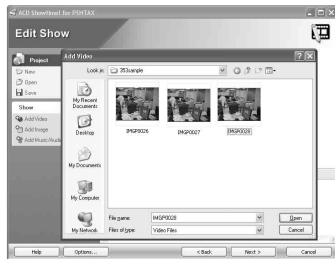 ACD Showtime! for PENTAX
Edit Show
Project
New
Open
Save
Show
Add Video
Add Image
Add Music/Audio
Add Video
Look in:
353sample
My Recent Documents
Desktop
My Documents
My Computer
My Network
IMGP0026
IMGP0027
IMGP0028
File name:
IMGP0028
Open
Files of type:
Video Files
Cancel
Help
Options...
< Back
Next >
Cancel